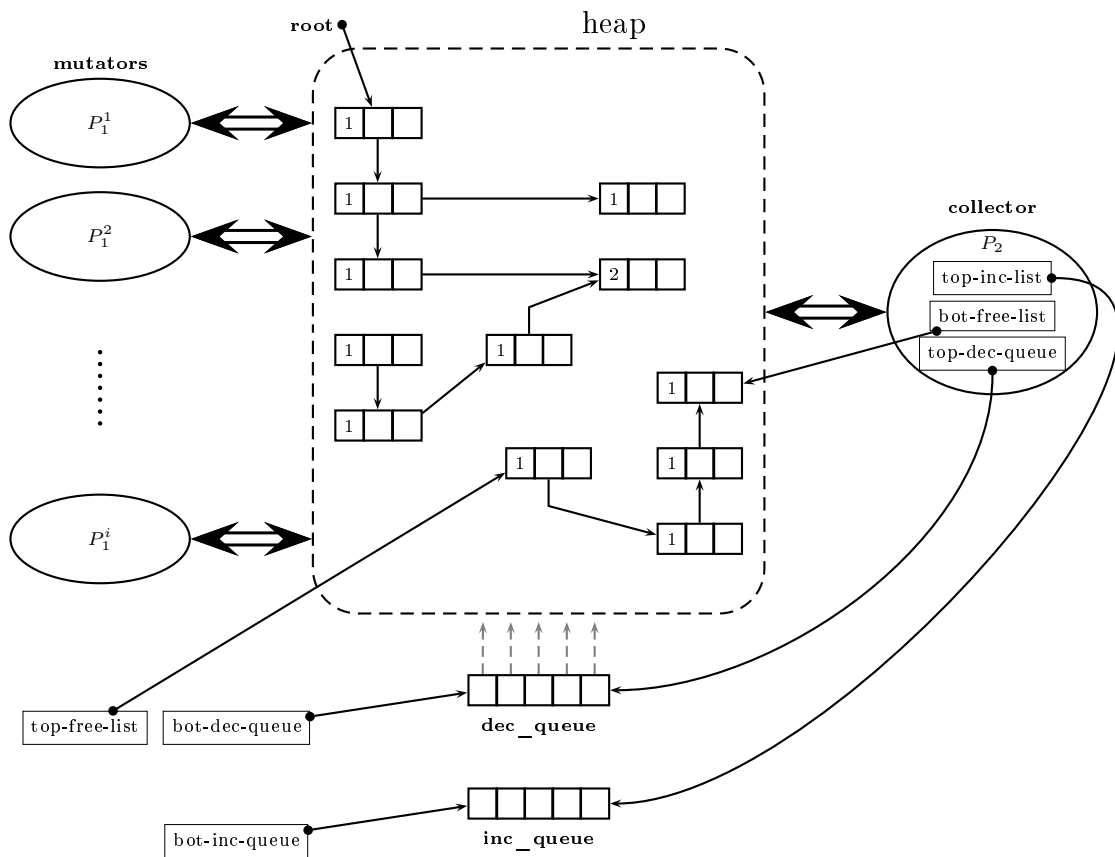 heap
root
mutators
P_1^1
1
1
1
P_1^2
collector
P_2
top-inc-list
1
2
bot-free-list
1
1
top-dec-queue
1
1
1
1
P_1^i
1
top-free-list
bot-dec-queue
dec_queue
bot-inc-queue
inc_queue